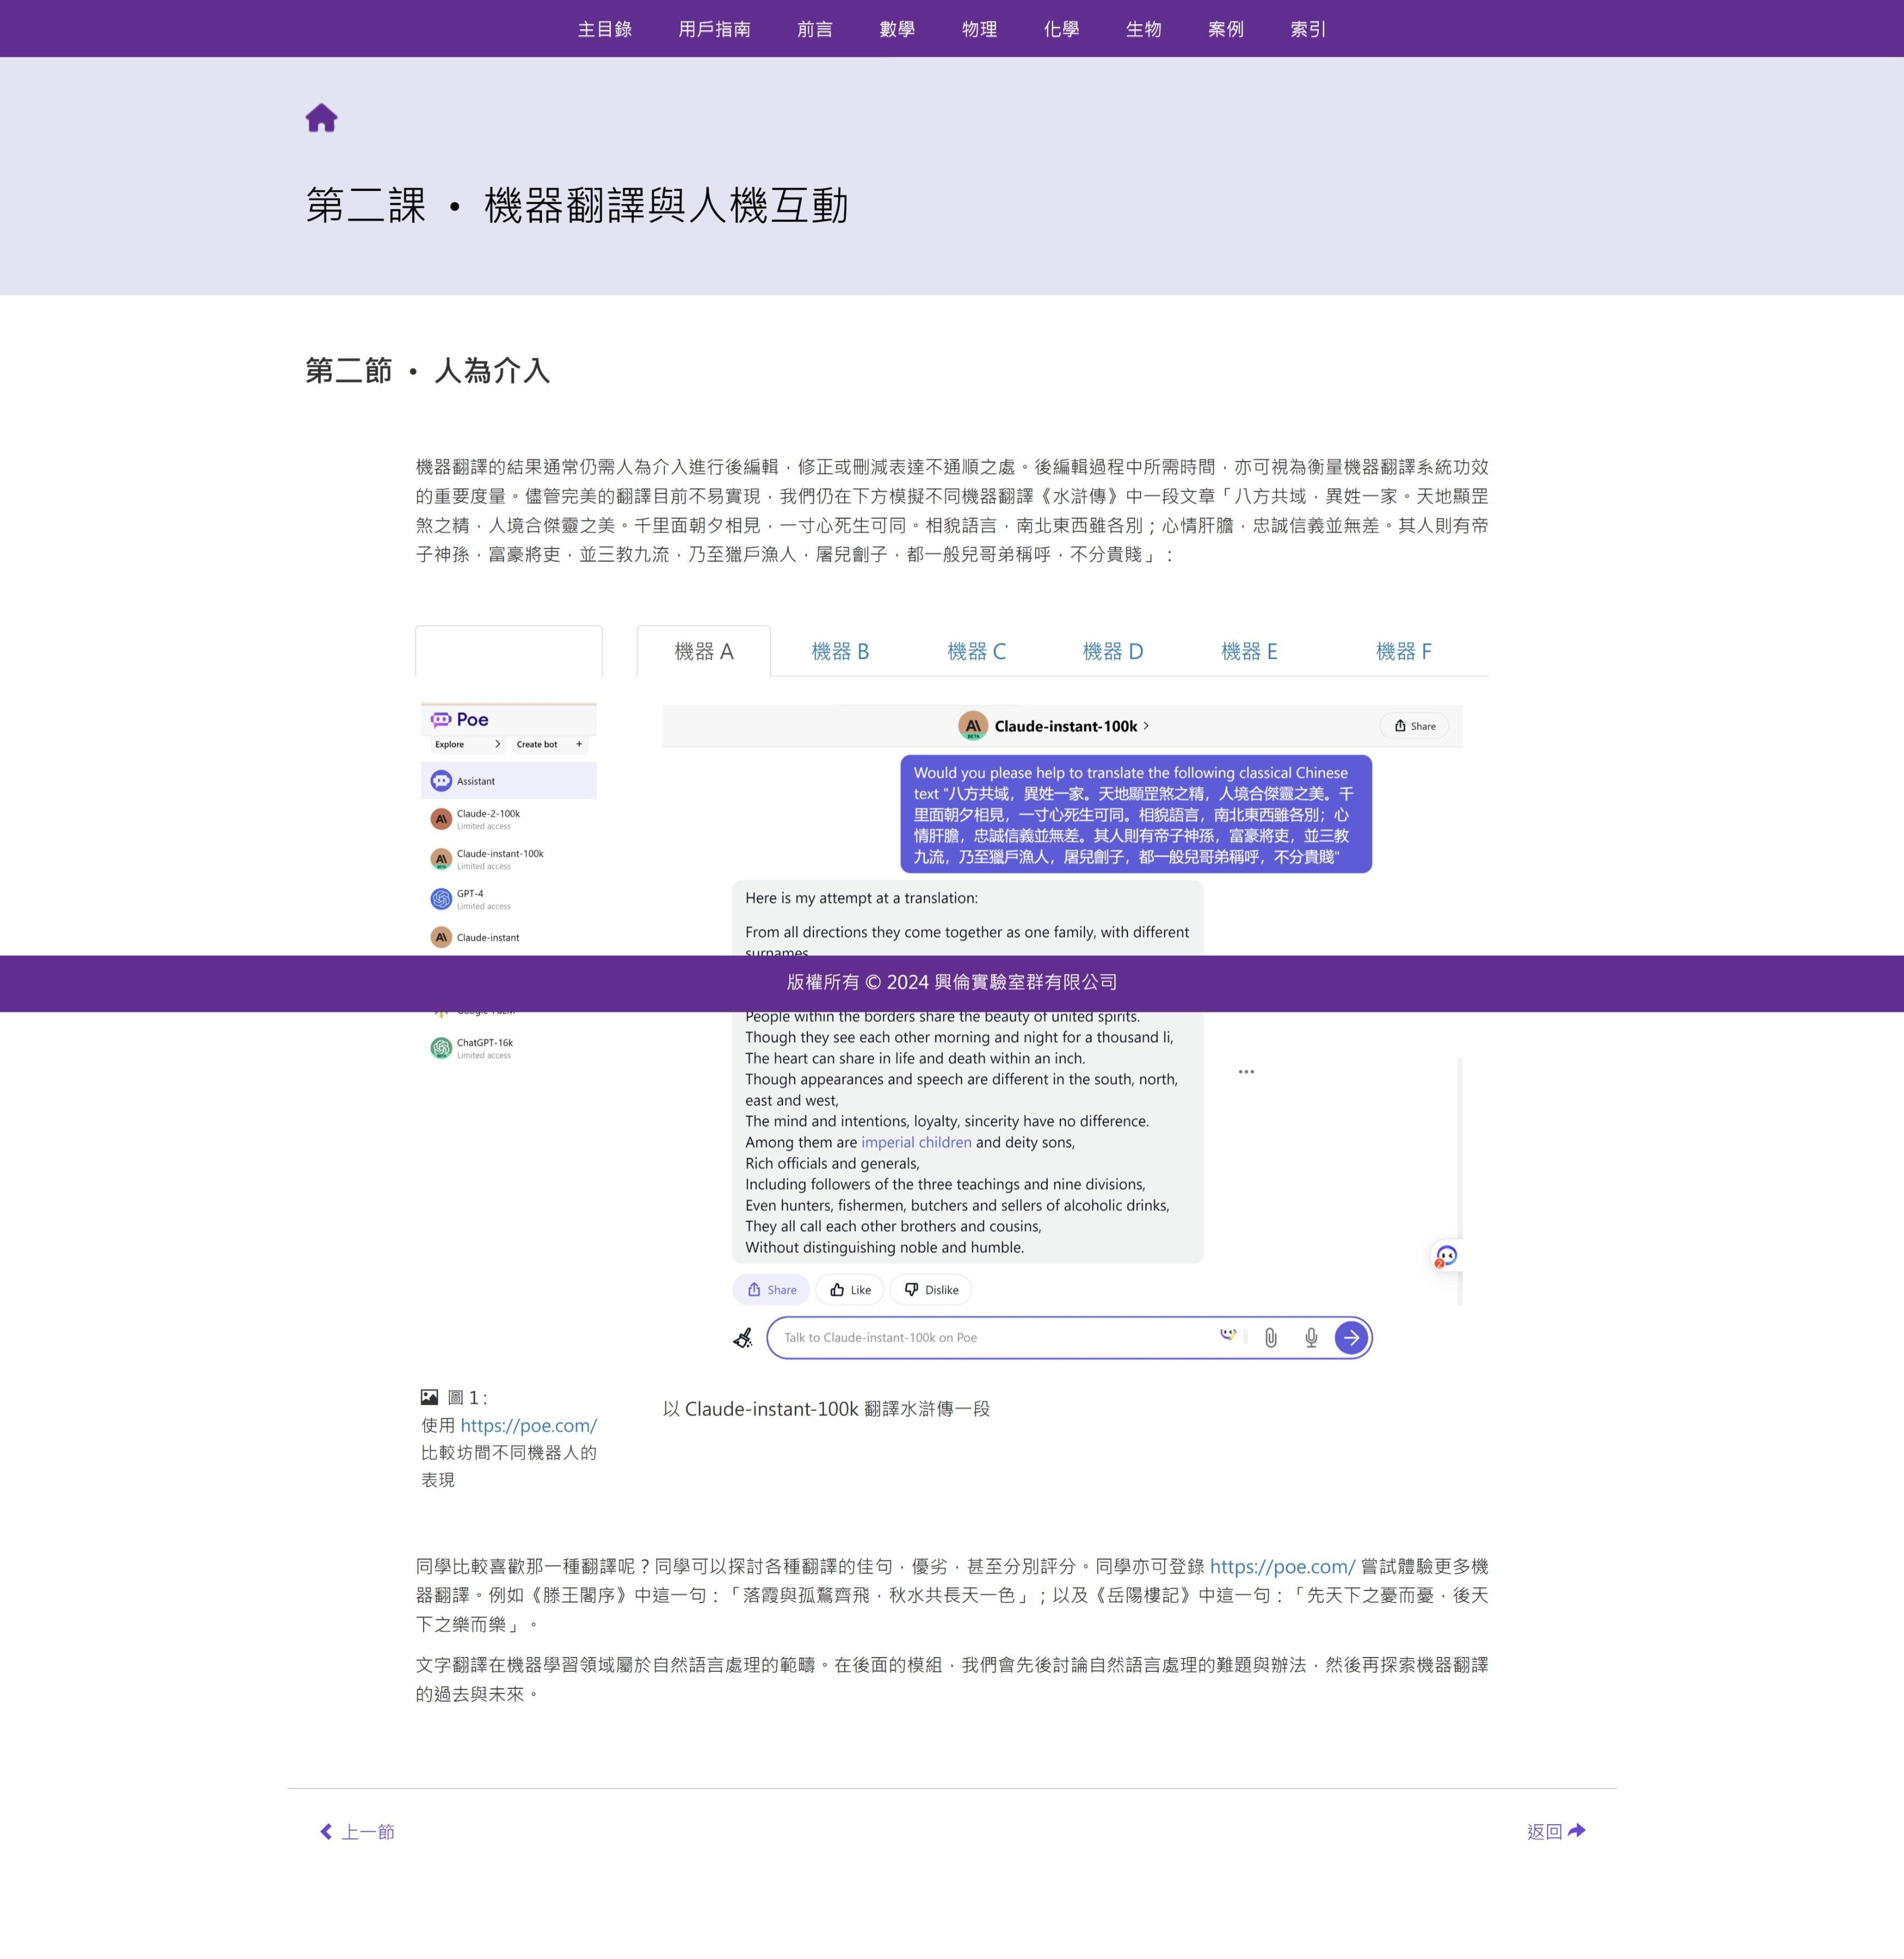 主目錄 用戶指南 前言 數學 物理 化學 生物 案例 索引
第二課 • 機器翻譯與人機互動
第二節 • 人為介入
機器翻譯的結果通常仍需人為介入進行後編輯，修正或刪減表達不通順之處。後編輯過程中所需時間，亦可視為衡量機器翻譯系統功效
的重要度量。儘管完美的翻譯目前不易實現，我們仍在下方模擬不同機器翻譯《水滸傳》中一段文章「八方共域，異姓一家。天地顯罡
煞之精，人境合傑靈之美。千里面朝夕相見，一寸心死生可同。相貌語言，南北東西雖各別；心情肝膽，忠誠信義並無差。其人則有帝
子神孫，富豪將吏，並三教九流，乃至獵戶漁人，屠兒劊子，都一般兒哥弟稱呼，不分貴賤」：
機器 A 機器 B 機器 C 機器 D 機器 E 機器 F
Poe
Explore Create bot +
Assistant
Claude-2-100k
Limited access
Claude-instant-100k
Limited access
GPT-4
Limited access
Claude-instant
ChatGPT-16k
Limited access
Claude-instant-100k
Share
Would you please help to translate the following classical Chinese
text "八方共域，異姓一家。天地顯罡煞之精，人境合傑靈之美。千
里面朝夕相見，一寸心死生可同。相貌語言，南北東西雖各別；心
情肝膽，忠誠信義並無差。其人則有帝子神孫，富豪將吏，並三教
九流，乃至獵戶漁人，屠兒劊子，都一般兒哥弟稱呼，不分貴賤"
Here is my attempt at a translation:
From all directions they come together as one family, with different
surnames
版權所有 © 2024 興倫實驗室群有限公司
People within the borders share the beauty of united spirits.
Though they see each other morning and night for a thousand li,
The heart can share in life and death within an inch.
Though appearances and speech are different in the south, north,
east and west,
The mind and intentions, loyalty, sincerity have no difference.
Among them are imperial children and deity sons,
Rich officials and generals,
Including followers of the three teachings and nine divisions,
Even hunters, fishermen, butchers and sellers of alcoholic drinks,
They all call each other brothers and cousins,
Without distinguishing noble and humble.
Share Like Dislike
Talk to Claude-instant-100k on Poe
2
圖 1：
使用 https://poe.com/
比較坊間不同機器人的
表現
以 Claude-instant-100k 翻譯水滸傳一段
同學比較喜歡那一種翻譯呢？同學可以探討各種翻譯的佳句，優劣，甚至分別評分。同學亦可登錄 https://poe.com/ 嘗試體驗更多機
器翻譯。例如《滕王閣序》中這一句：「落霞與孤鶩齊飛，秋水共長天一色」；以及《岳陽樓記》中這一句：「先天下之憂而憂，後天
下之樂而樂」。
文字翻譯在機器學習領域屬於自然語言處理的範疇。在後面的模組，我們會先後討論自然語言處理的難題與辦法，然後再探索機器翻譯
的過去與未來。
上一節 返回